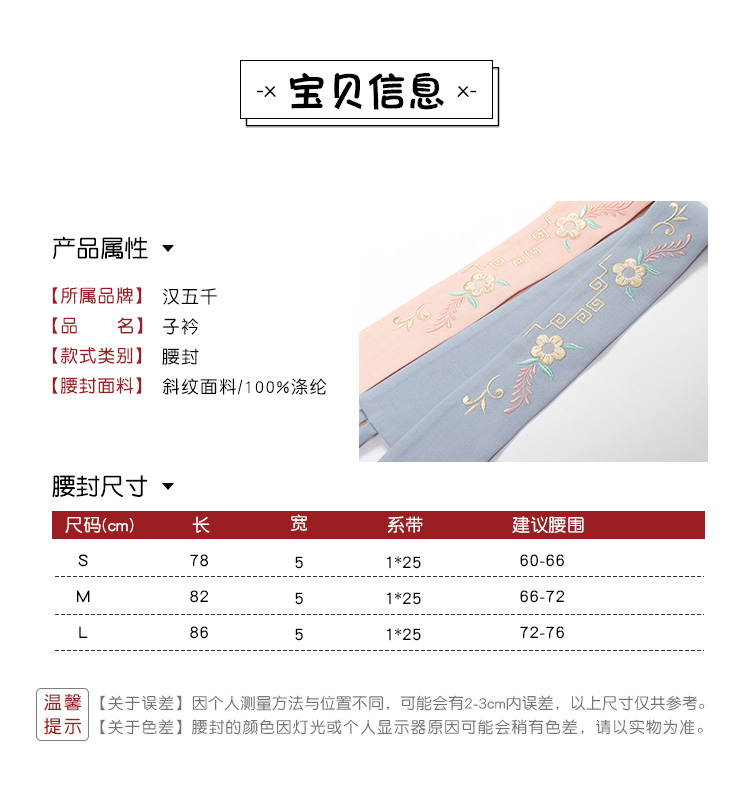 -× 宝贝信息 ×-
产品属性
【所属品牌】 汉五千
【品 名】 子衿
【款式类别】 腰封
【腰封面料】 斜纹面料/100%涤纶
腰封尺寸
尺码(cm) 长 宽 系带 建议腰围
S 78 5 1*25 60-66
M 82 5 1*25 66-72
L 86 5 1*25 72-76
温馨 【关于误差】因个人测量方法与位置不同，可能会有2-3cm内误差，以上尺寸仅共参考。
提示 【关于色差】腰封的颜色因灯光或个人显示器原因可能会稍有色差，请以实物为准。